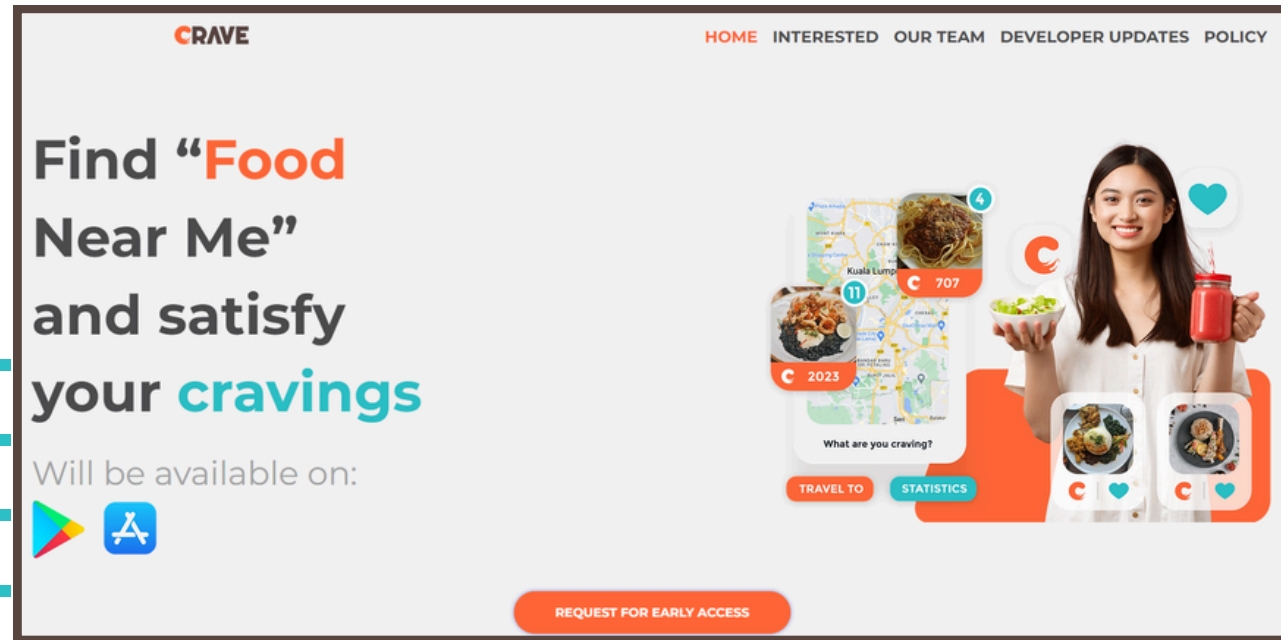 CRAVE
HOME INTERESTED OUR TEAM DEVELOPER UPDATES POLICY
Find “Food
Near Me”
and satisfy
your cravings
Will be available on:
4
Kuala Lump
C 707
11
C 2023
What are you craving?
TRAVEL TO STATISTICS
C
C C
REQUEST FOR EARLY ACCESS